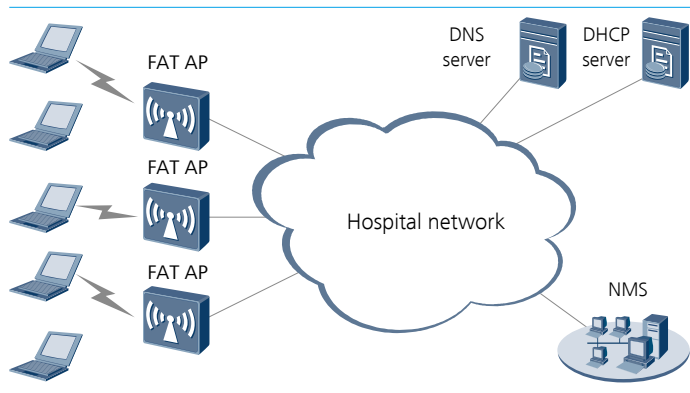 DNS
server
DHCP
server
FAT AP
FAT AP
Hospital network
FAT AP
NMS